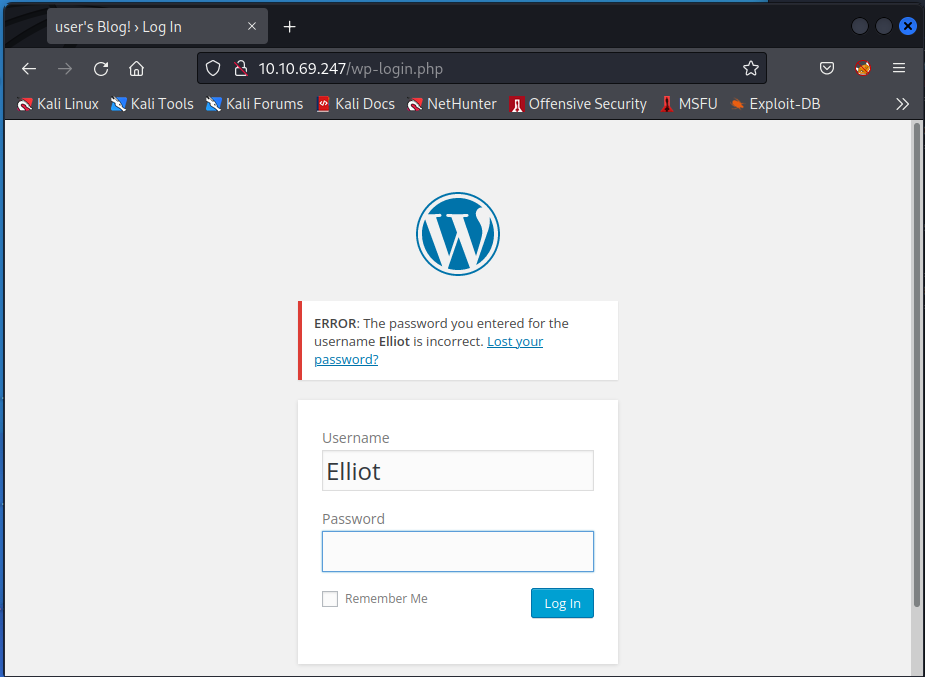 user's Blog! › Log In
10.10.69.247/wp-login.php
Kali Linux Kali Tools Kali Forums Kali Docs NetHunter Offensive Security MSFU Exploit-DB
ERROR: The password you entered for the
username Elliot is incorrect. Lost your
password?
Username
Elliot
Password
Remember Me Log In